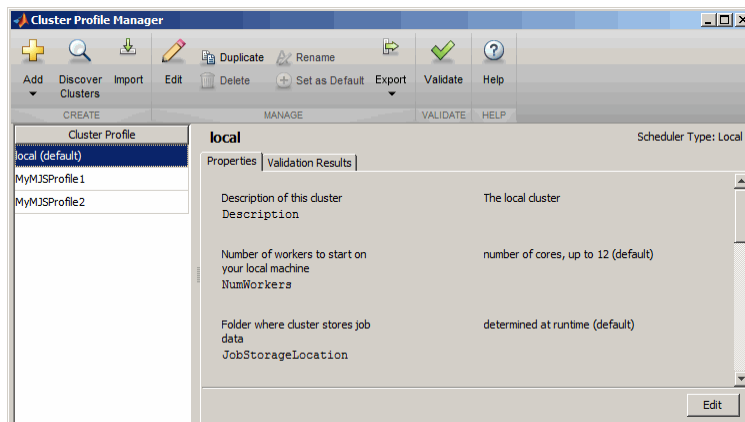 Cluster Profile Manager
Add
Discover
Clusters
Import
Edit
Duplicate
Delete
Rename
Set as Default
Export
Validate
Help
CREATE
MANAGE
VALIDATE
HELP
Cluster Profile
local (default)
MyMJSProfile1
MyMJSProfile2
local
Scheduler Type: Local
Properties
Validation Results
Description of this cluster
Description
The local cluster
Number of workers to start on
your local machine
NumWorkers
number of cores, up to 12 (default)
Folder where cluster stores job
data
JobStorageLocation
determined at runtime (default)
Edit